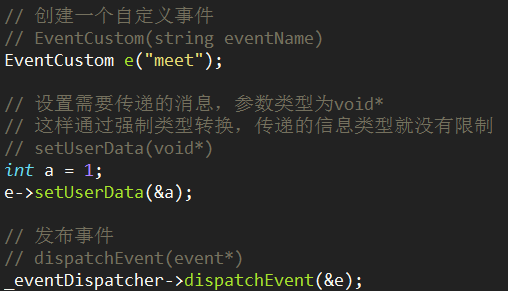 // 创建一个自定义事件
// EventCustom(string eventName)
EventCustom e("meet");
// 设置需要传递的消息，参数类型为void*
// 这样通过强制类型转换，传递的信息类型就没有限制
// setUserData(void*)
int a = 1;
e->setUserData(&a);
// 发布事件
// dispatchEvent(event*)
_eventDispatcher->dispatchEvent(&e);